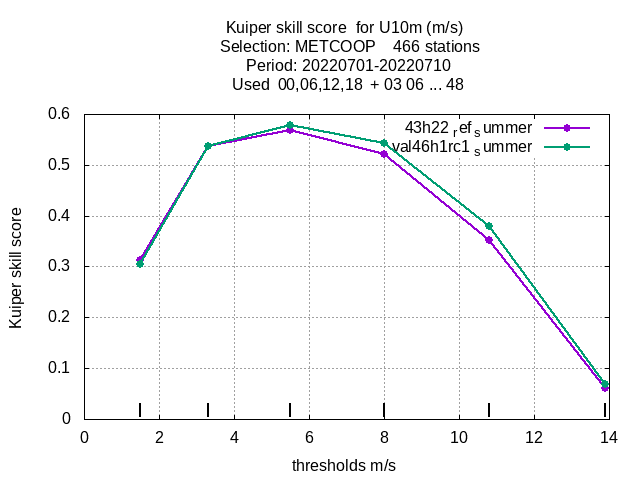 Kuiper skill score  for U10m (m/s)
Selection: METCOOP    466 stations
Period: 20220701-20220710
Used  00,06,12,18  + 03 06 ... 48
43h22 ref summer
val46h1rc1 summer
0.6
0.5
0.4
0.3
0.2
0.1
0
Kuiper skill score
0 2 4 6 8 10 12 14
thresholds m/s